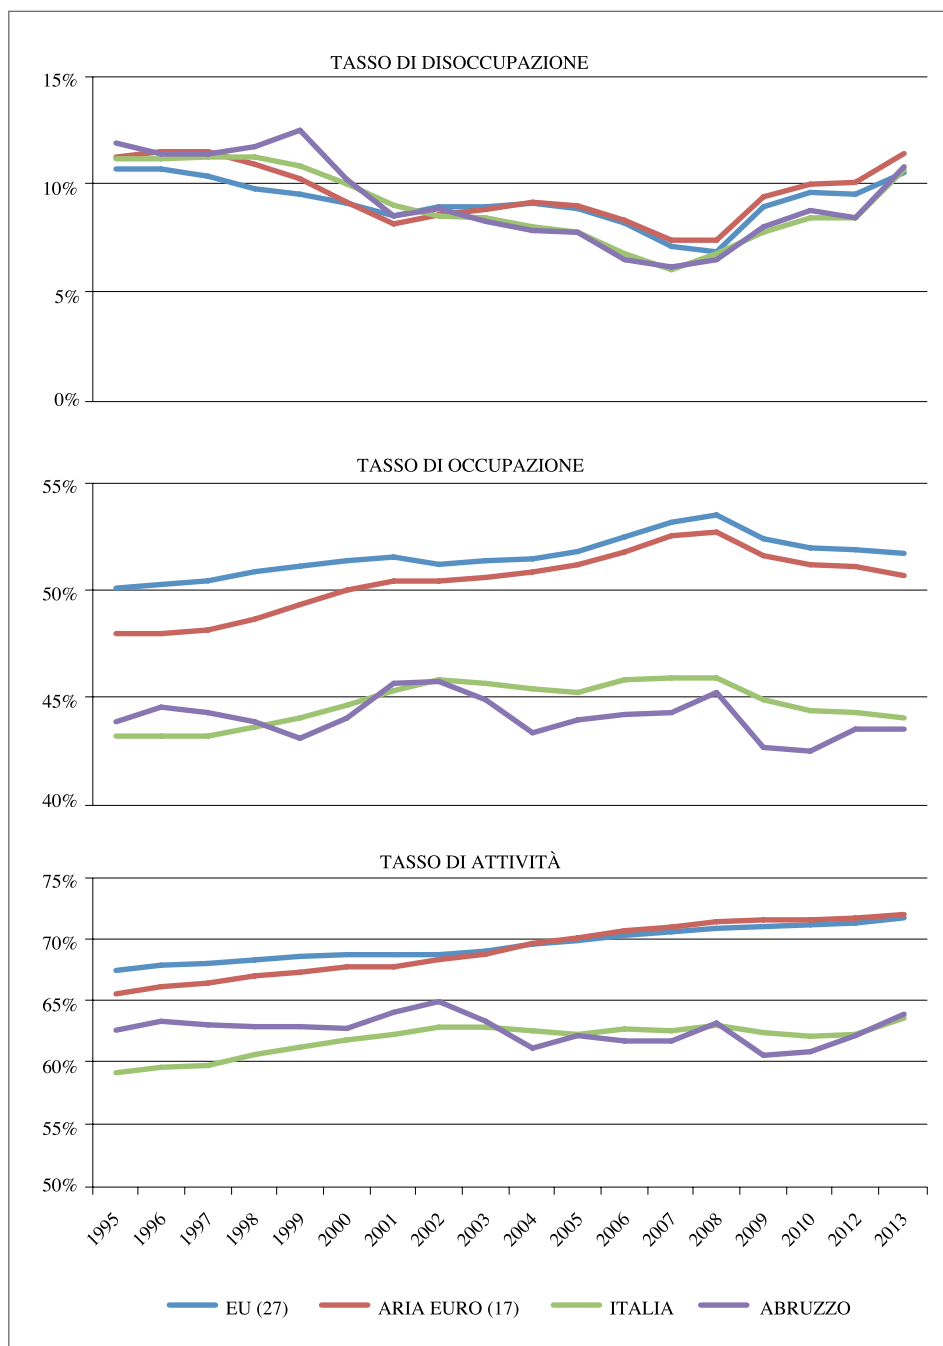 TASSO DI DISOCCUPAZIONE
15%
10%
5%
0%
TASSO DI OCCUPAZIONE
55%
50%
45%
40%
TASSO DI ATTIVITÀ
75%
70%
65%
60%
55%
50%
1995 1996 1997 1998 1999 2000 2001 2002 2003 2004 2005 2006 2007 2008 2009 2010 2012 2013
EU (27) ARIA EURO (17) ITALIA ABRUZZO